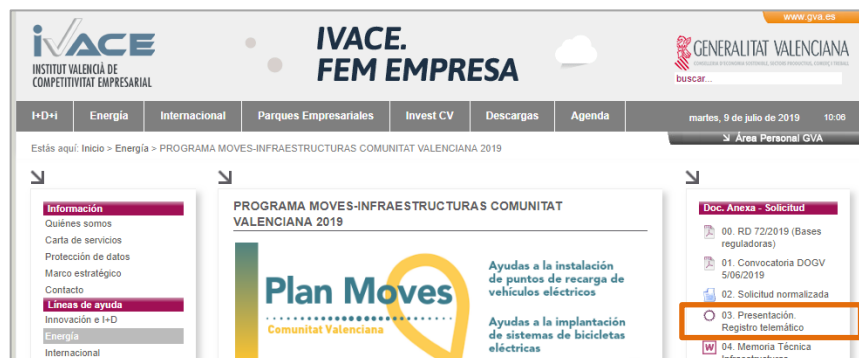 www.gva.es
iVACE
INSTITUT VALENCIÀ DE
COMPETITIVITAT EMPRESARIAL
IVACE.
FEM EMPRESA
GENERALITAT VALENCIANA
buscar...
I+D+i Energía Internacional Parques Empresariales Invest CV Descargas Agenda martes, 9 de julio de 2019 10:06
Área Personal GVA
Estás aquí: Inicio > Energía > PROGRAMA MOVES-INFRAESTRUCTURAS COMUNITAT VALENCIANA 2019
Información
Quiénes somos
Carta de servicios
Protección de datos
Marco estratégico
Contacto
Líneas de ayuda
Innovación e I+D
Energía
Internacional
PROGRAMA MOVES-INFRAESTRUCTURAS COMUNITAT
VALENCIANA 2019
Plan Moves
Comunitat Valenciana
Ayudas a la instalación
de puntos de recarga de
vehículos eléctricos
Ayudas a la implantación
de sistemas de bicicletas
eléctricas
Doc. Anexa - Solicitud
00. RD 72/2019 (Bases
reguladoras)
01. Convocatoria DOGV
5/06/2019
02. Solicitud normalizada
03. Presentación.
Registro telemático
04. Memoria Técnica
Infraestructuras